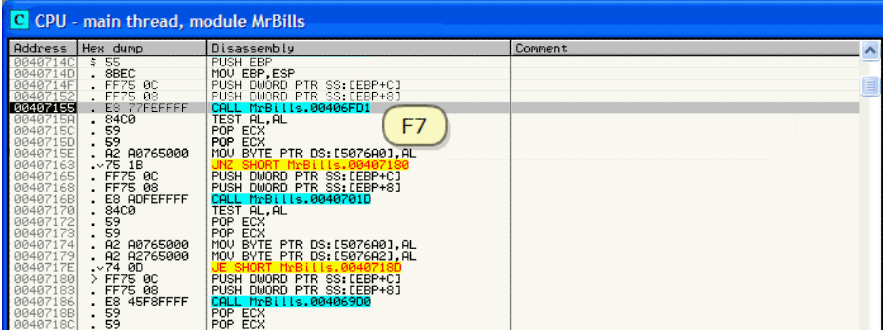 C CPU - main thread, module MrBills
Address Hex dump Disassembly Comment
0040714C $ 55 PUSH EBP
0040714D . 8BEC MOV EBP,ESP
0040714F . FF75 0C PUSH DWORD PTR SS:[EBP+C]
00407152 . FF75 08 PUSH DWORD PTR SS:[EBP+8]
00407155 . E8 77FEFFFF CALL MrBills.00406FD1
0040715A . 84C0 TEST AL,AL
0040715C . 59 POP ECX
0040715D . 59 POP ECX
0040715E . A2 A0765000 MOV BYTE PTR DS:[5076A0],AL
00407163 .v75 1B JNZ SHORT MrBills.00407180
00407165 . FF75 0C PUSH DWORD PTR SS:[EBP+C]
00407168 . FF75 08 PUSH DWORD PTR SS:[EBP+8]
0040716B . E8 ADFEFFFF CALL MrBills.0040701D
00407170 . 84C0 TEST AL,AL
00407172 . 59 POP ECX
00407173 . 59 POP ECX
00407174 . A2 A0765000 MOV BYTE PTR DS:[5076A0],AL
00407179 . A2 A2765000 MOV BYTE PTR DS:[5076A2],AL
0040717E .v74 0D JE SHORT MrBills.0040718D
00407180 > FF75 0C PUSH DWORD PTR SS:[EBP+C]
00407183 . FF75 08 PUSH DWORD PTR SS:[EBP+8]
00407186 . E8 45F8FFFF CALL MrBills.004069D0
0040718B . 59 POP ECX
0040718C . 59 POP ECX
F7